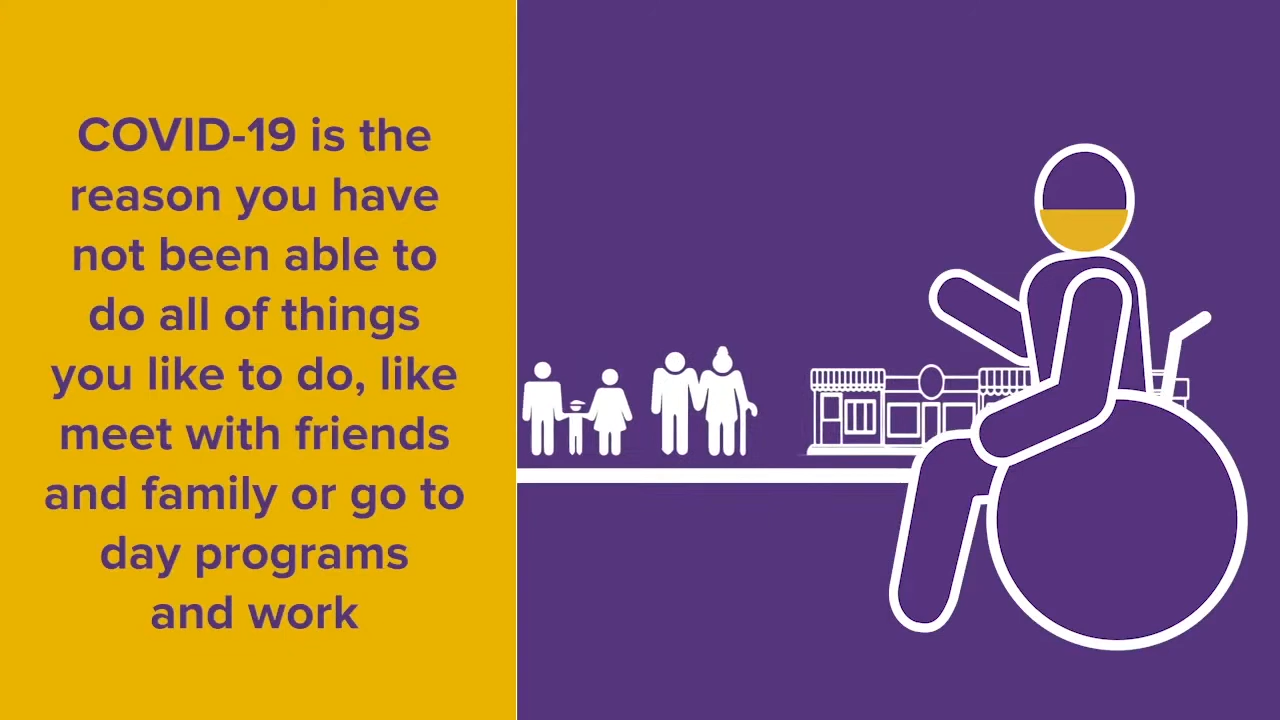 COVID-19 is the
reason you have
not been able to
do all of things
you like to do, like
meet with friends
and family or go to
day programs
and work